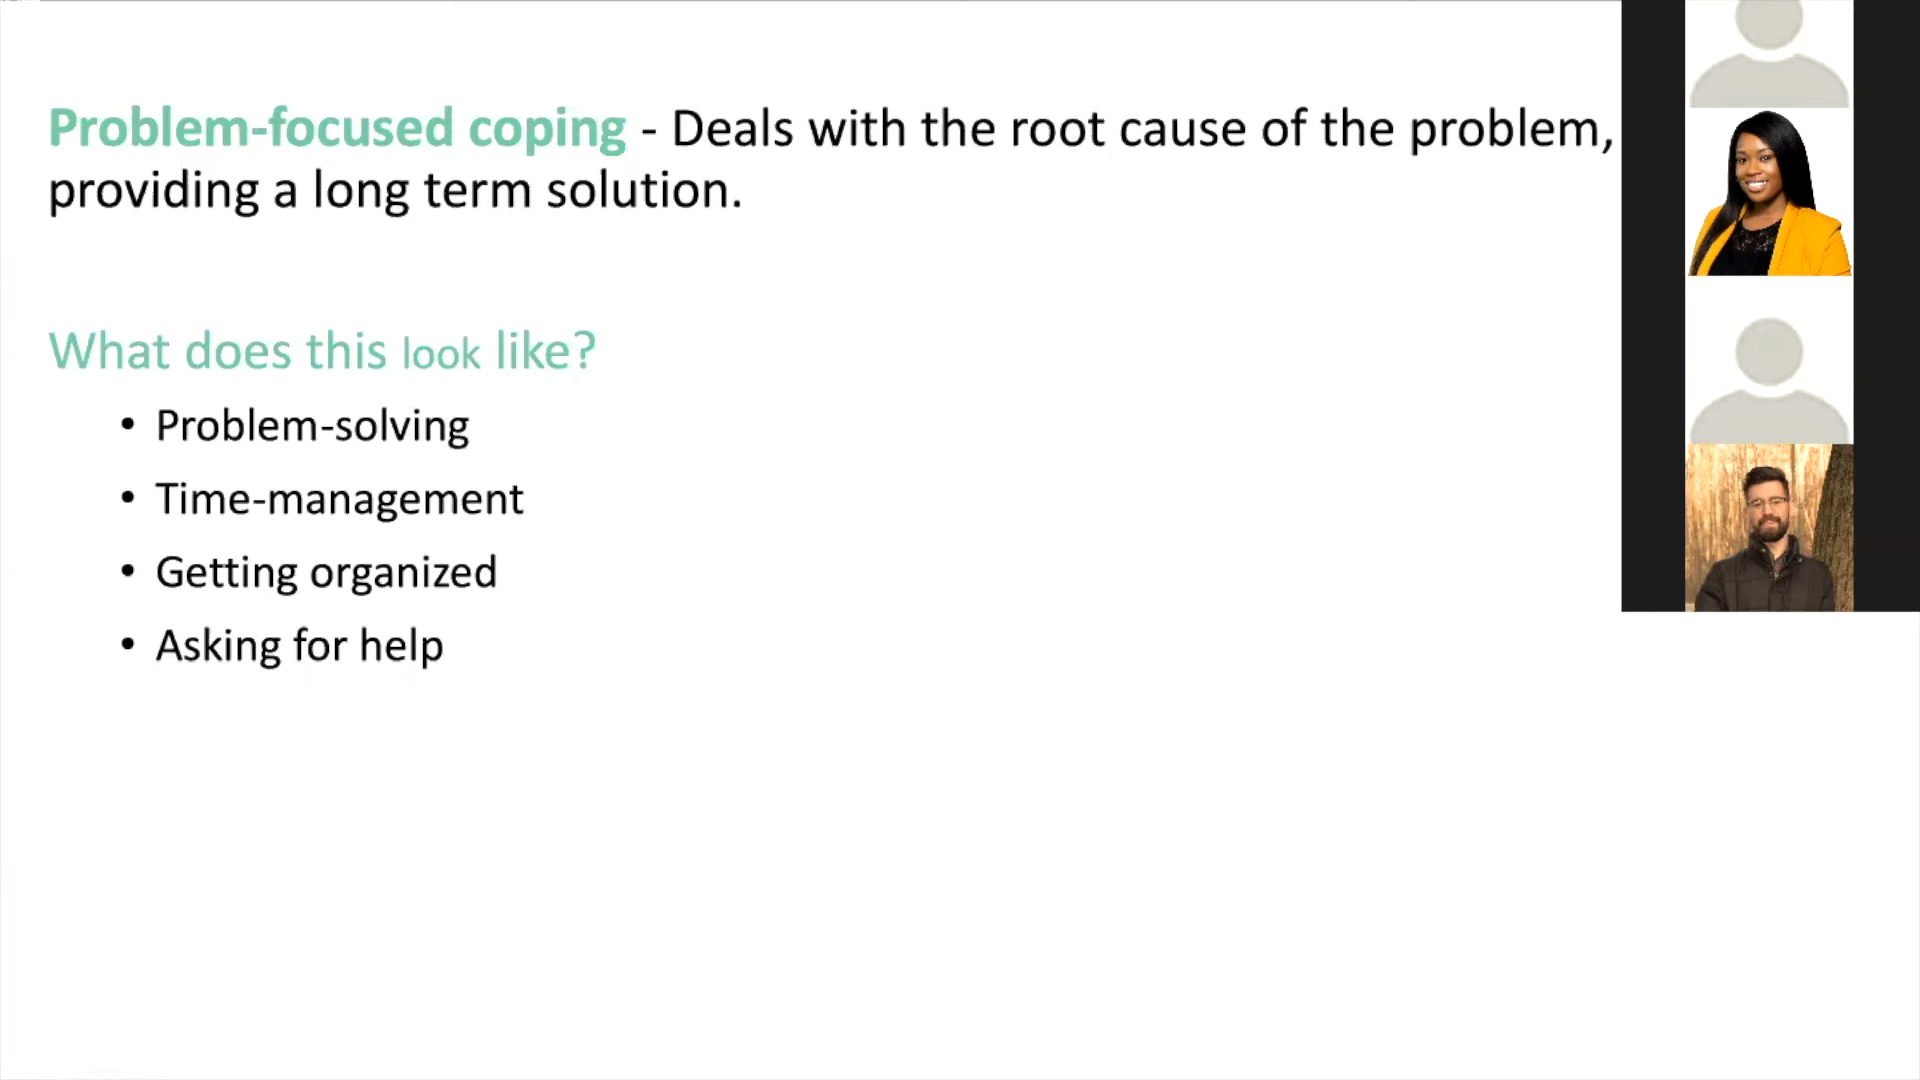 Problem-focused coping - Deals with the root cause of the problem,
providing a long term solution.
What does this look like?
• Problem-solving
• Time-management
• Getting organized
• Asking for help